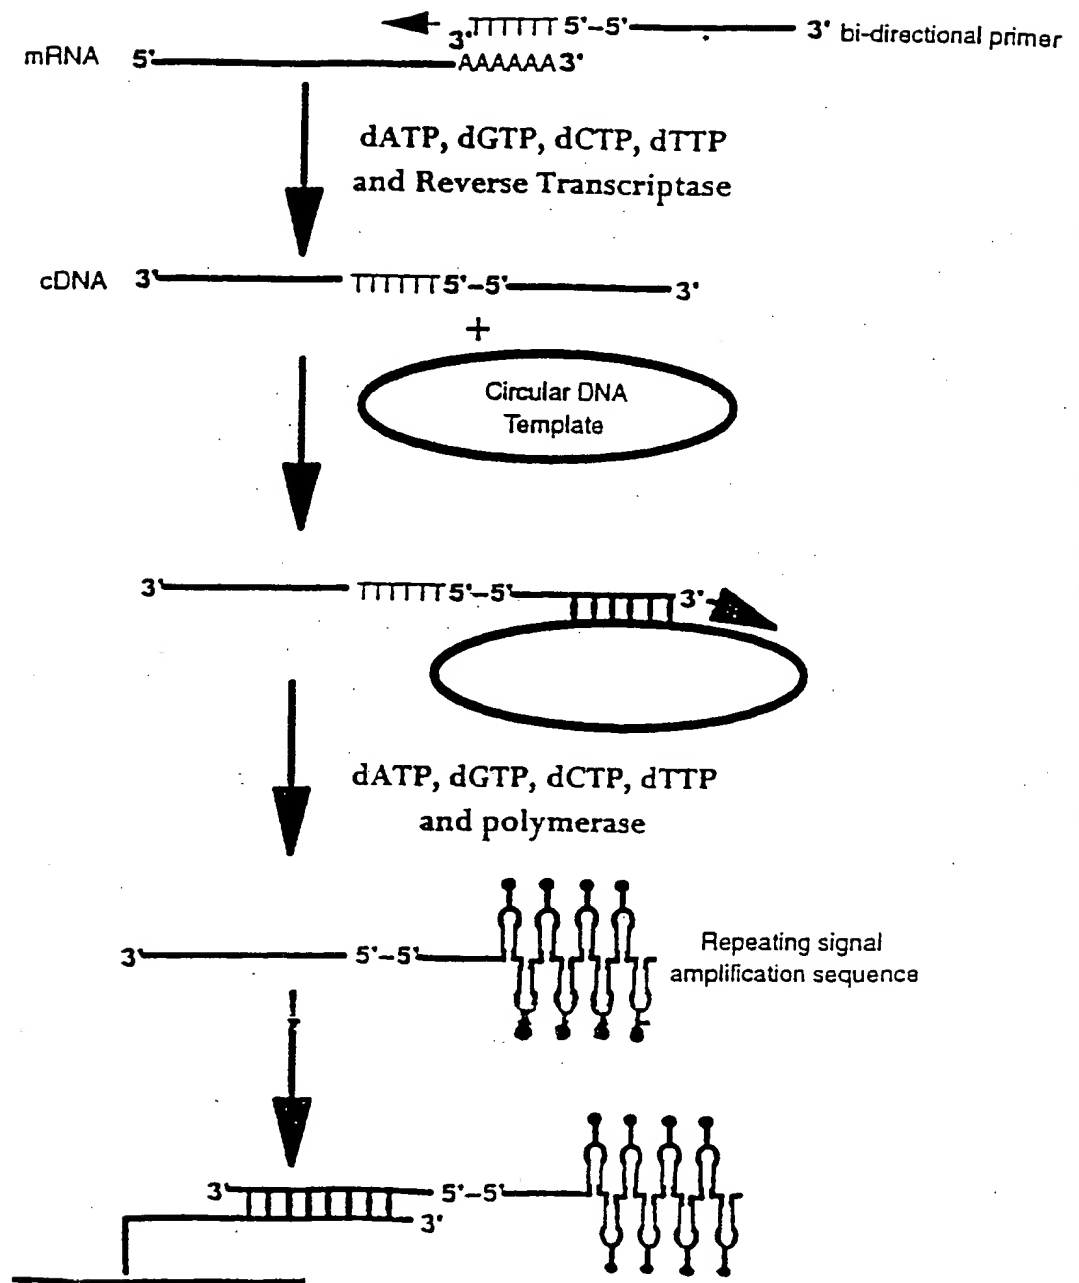 3'TTTTTT 5'-5' 3' bi-directional primer
mRNA 5' AAAAAA 3'
dATP, dGTP, dCTP, dTTP
and Reverse Transcriptase
cDNA 3' TTTTTT 5'-5' 3'
+
Circular DNA
Template
3' TTTTTT 5'-5' 3'
dATP, dGTP, dCTP, dTTP
and polymerase
3' 5'-5'
Repeating signal
amplification sequence
3' 5'-5'
3'